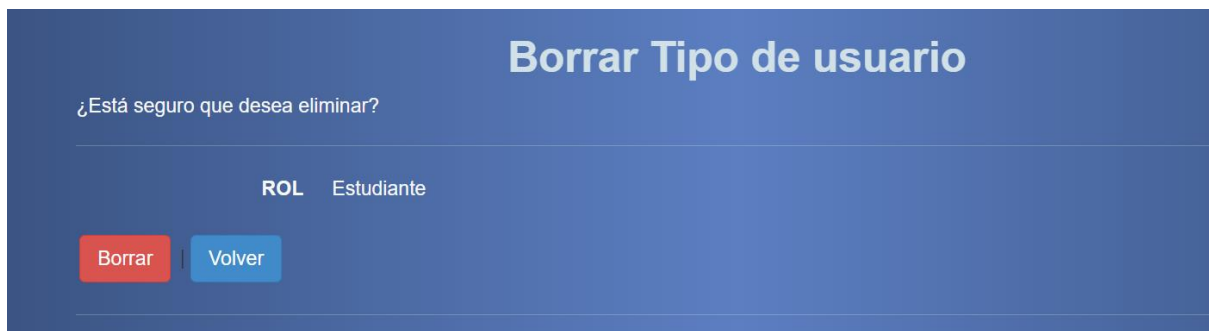 Borrar Tipo de usuario
¿Está seguro que desea eliminar?
ROL Estudiante
Borrar | Volver